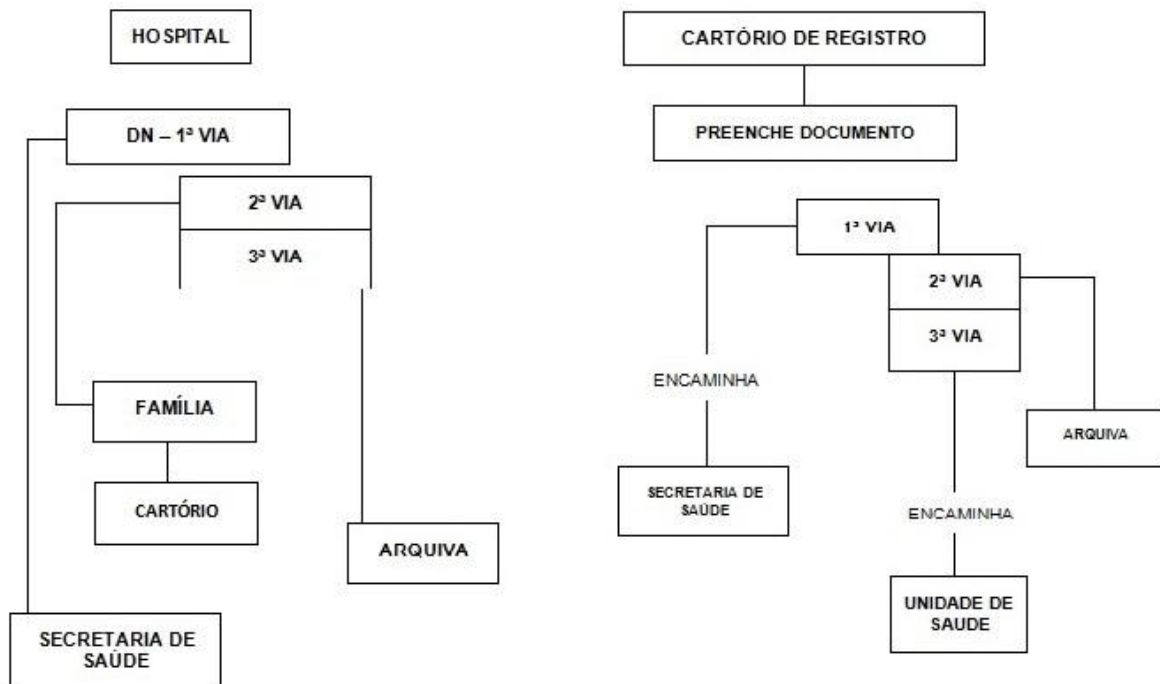 HOSPITAL
DN – 1ª VIA
2ª VIA
3ª VIA
FAMÍLIA
CARTÓRIO
ARQUIVA
SECRETARIA DE
SAÚDE
CARTÓRIO DE REGISTRO
PREENCHE DOCUMENTO
1ª VIA
2ª VIA
3ª VIA
ENCAMINHA
ARQUIVA
SECRETARIA DE
SAÚDE
ENCAMINHA
UNIDADE DE
SAUDE